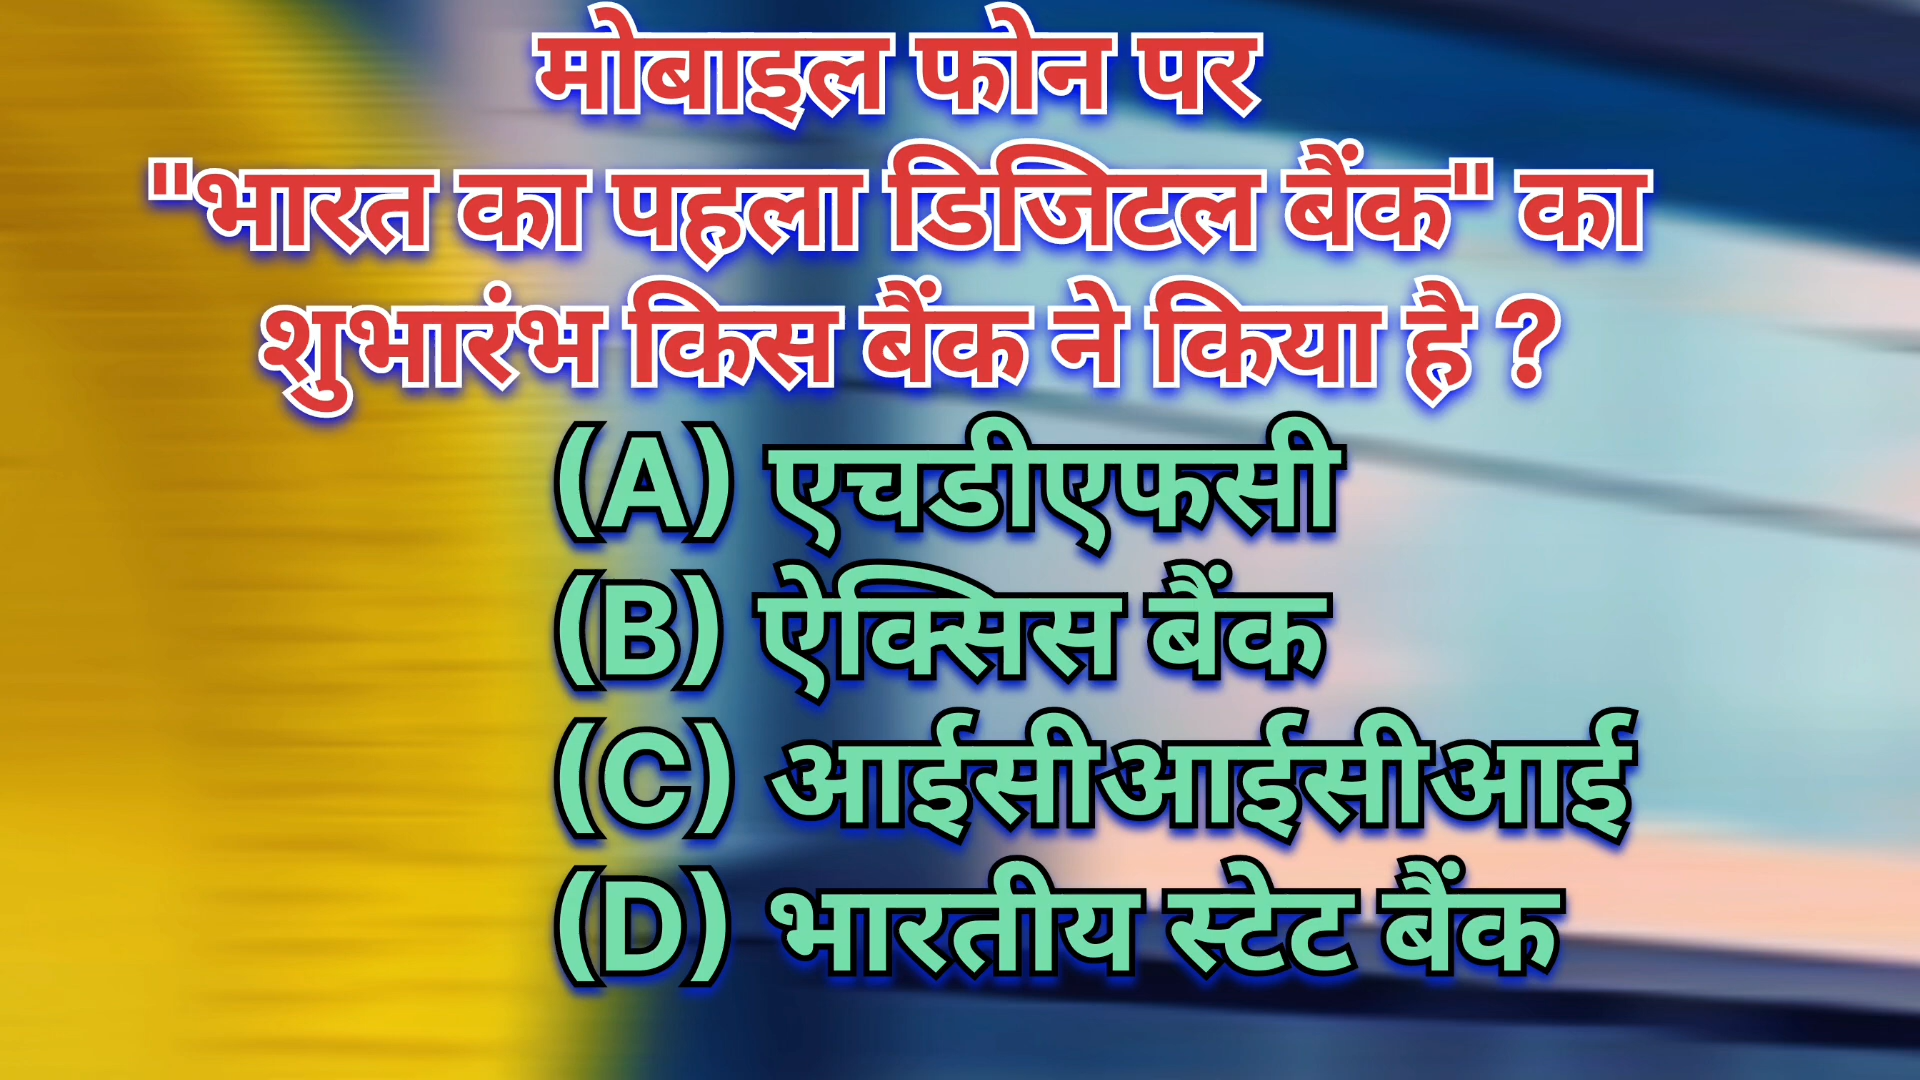 मोबाइल फोन पर
"भारत का पहला डिजिटल बैंक" का
शुभारंभ किस बैंक ने किया है ?
(A) एचडीएफसी
(B) ऐक्सिस बैंक
(C) आईसीआईसीआई
(D) भारतीय स्टेट बैंक